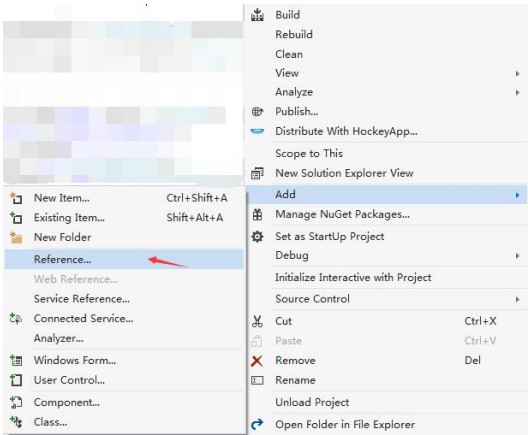 Build
Rebuild
Clean
View
Analyze
Publish...
Distribute With HockeyApp...
Scope to This
New Solution Explorer View
Add
Manage NuGet Packages...
Set as StartUp Project
Debug
Initialize Interactive with Project
Source Control
Cut Ctrl+X
Paste Ctrl+V
Remove Del
Rename
Unload Project
Open Folder in File Explorer
New Item... Ctrl+Shift+A
Existing Item... Shift+Alt+A
New Folder
Reference...
Web Reference...
Service Reference...
Connected Service...
Analyzer...
Windows Form...
User Control...
Component...
Class...